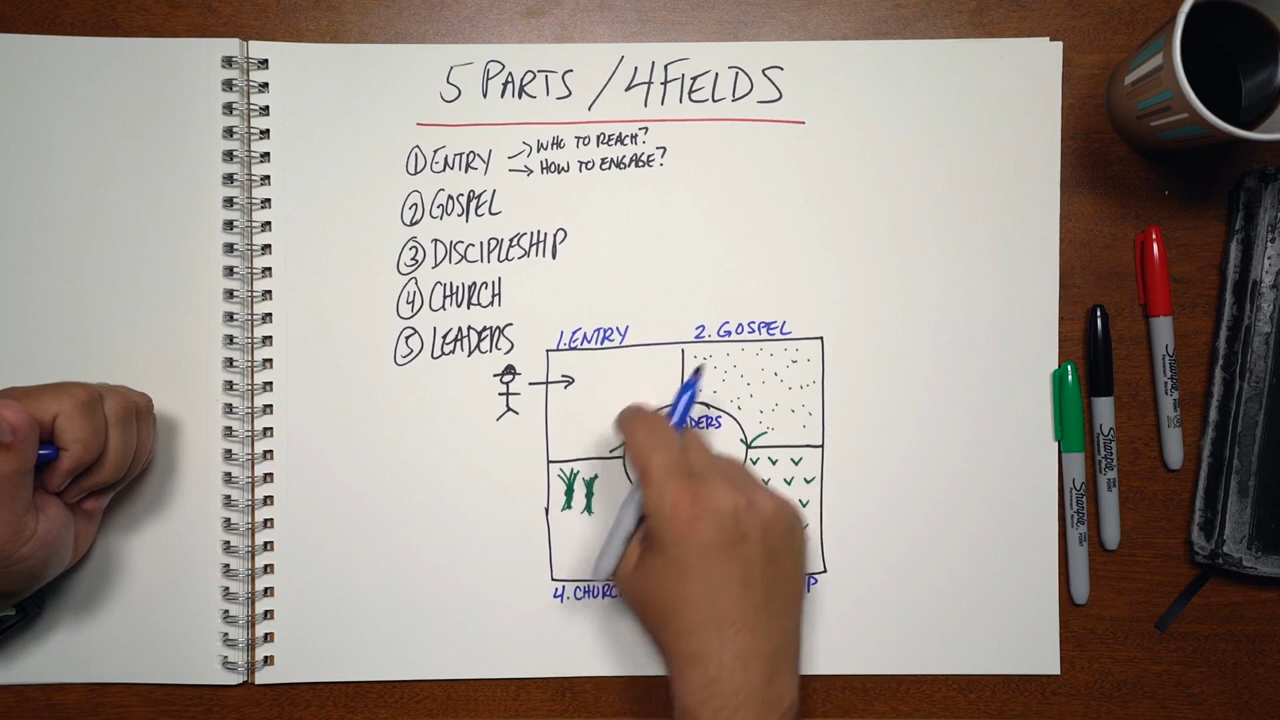 5 PARTS / 4 FIELDS
① ENTRY → WHO TO REACH?
→ HOW TO ENGAGE?
② GOSPEL
③ DISCIPLESHIP
④ CHURCH
⑤ LEADERS
1. ENTRY
2. GOSPEL
DERS
4. CHURC
P
Sharpie
Sharpie
Sharpie